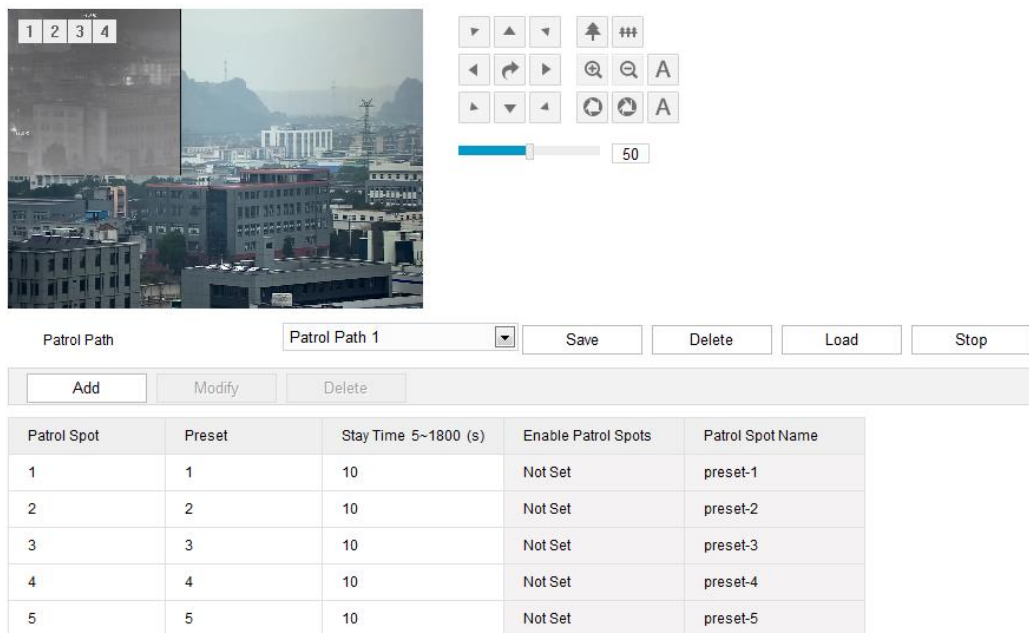 1 2 3 4
A
A
50
Patrol Path Patrol Path 1 Save Delete Load Stop
Add Modify Delete
Patrol Spot Preset Stay Time 5~1800 (s) Enable Patrol Spots Patrol Spot Name
1 1 10 Not Set preset-1
2 2 10 Not Set preset-2
3 3 10 Not Set preset-3
4 4 10 Not Set preset-4
5 5 10 Not Set preset-5